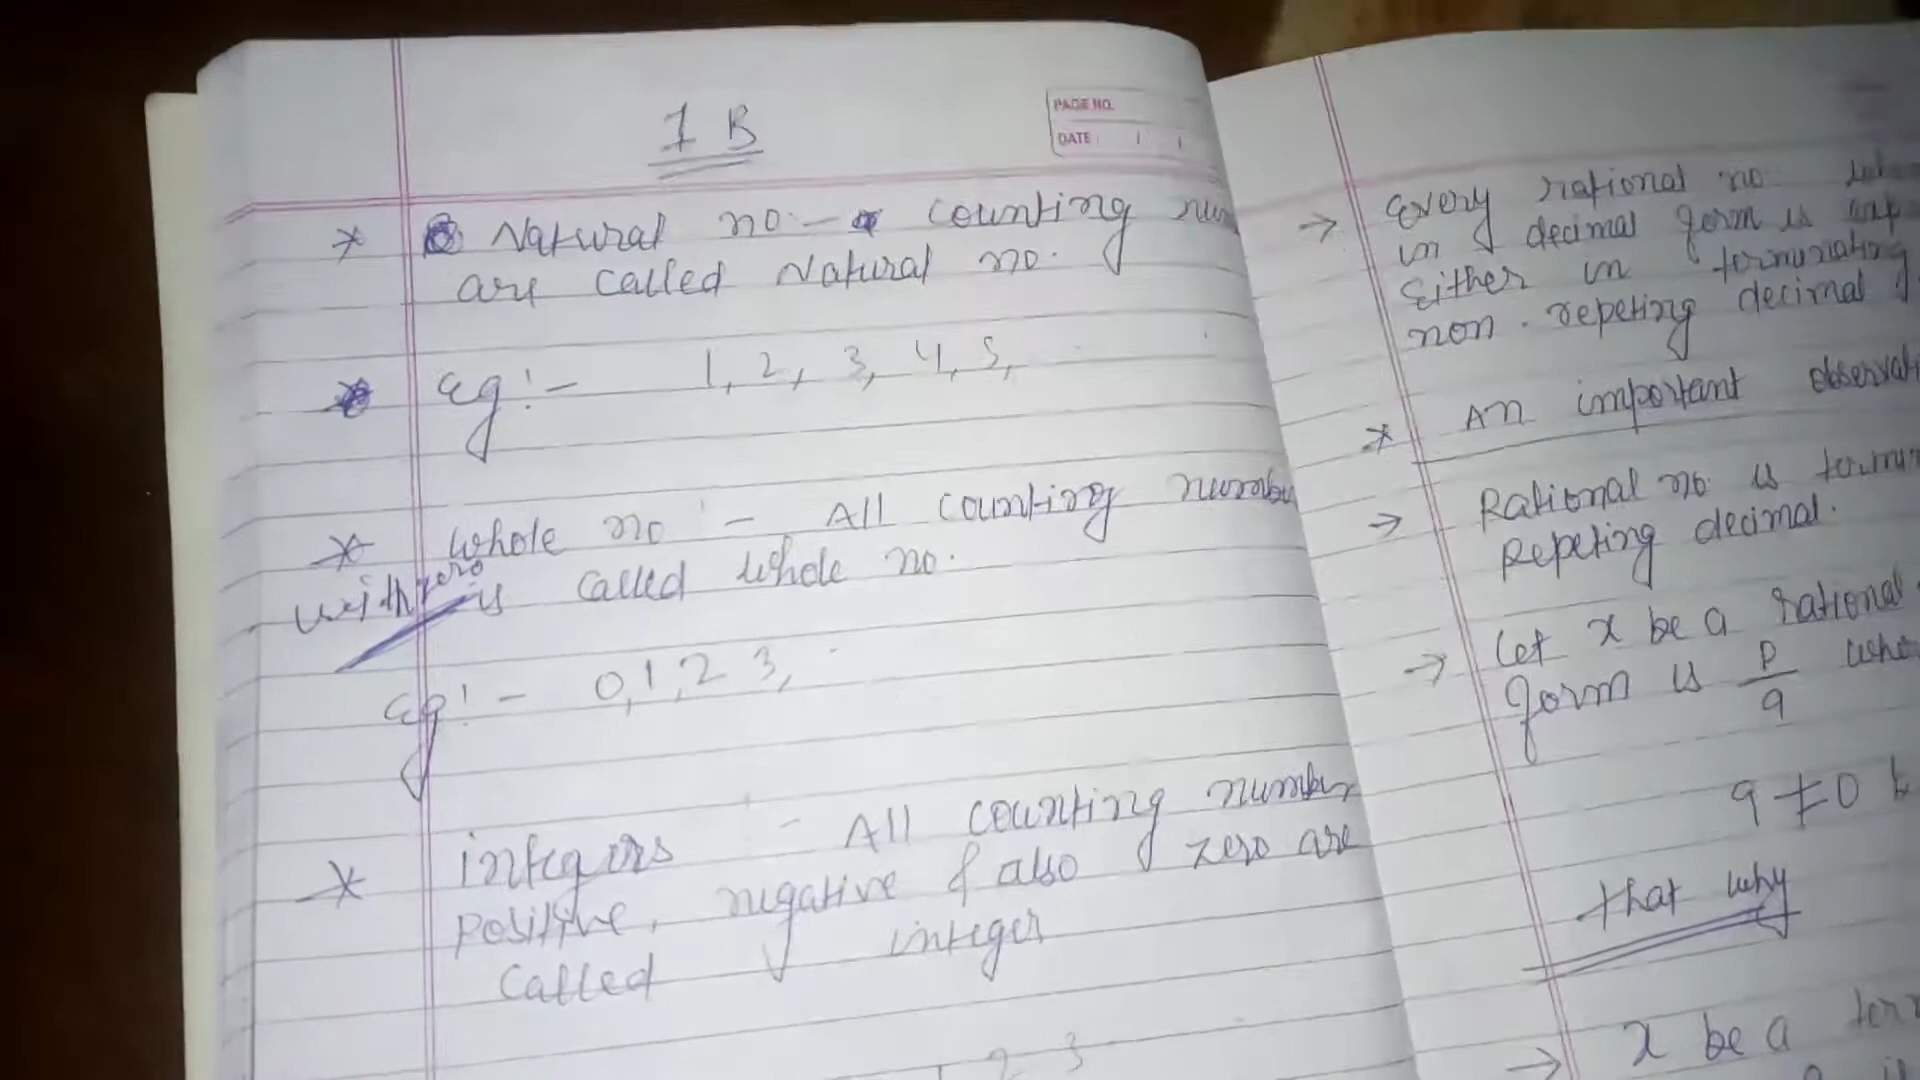 1 B
PAGE NO.
DATE
* Natural no. - counting
are called Natural no.
eg:- 1, 2, 3, 4, 5,
* Whole no - All counting
with zero is called whole no.
eg:- 0, 1, 2 3,
* integers - All counting number
positive, negative & also zero are
called integer
2 3
→ Every rational no
in decimal form is
Either in terminating
non. repeting decimal
* An important
→ Rational no. is
Repeting decimal.
→ Let x be a rational
form is p/q
q ≠ 0
that why
→ x be a